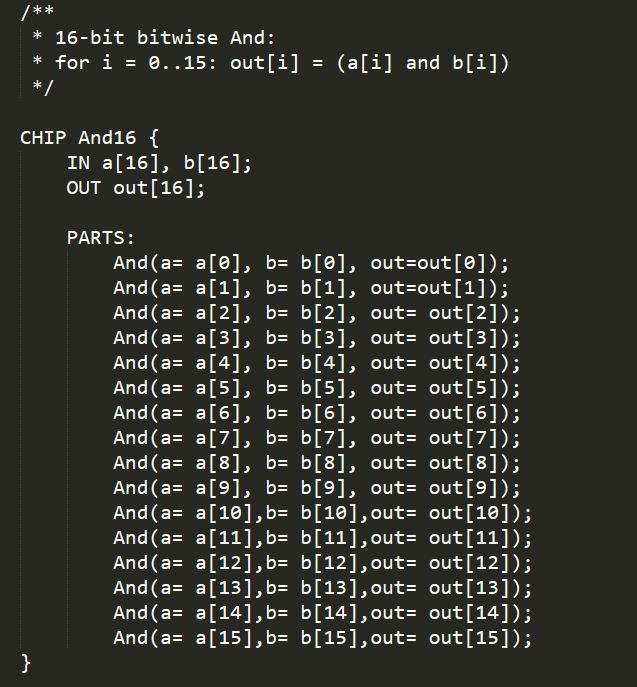 /**
 * 16-bit bitwise And:
 * for i = 0..15: out[i] = (a[i] and b[i])
 */

CHIP And16 {
    IN a[16], b[16];
    OUT out[16];

    PARTS:
        And(a= a[0], b= b[0], out=out[0]);
        And(a= a[1], b= b[1], out=out[1]);
        And(a= a[2], b= b[2], out= out[2]);
        And(a= a[3], b= b[3], out= out[3]);
        And(a= a[4], b= b[4], out= out[4]);
        And(a= a[5], b= b[5], out= out[5]);
        And(a= a[6], b= b[6], out= out[6]);
        And(a= a[7], b= b[7], out= out[7]);
        And(a= a[8], b= b[8], out= out[8]);
        And(a= a[9], b= b[9], out= out[9]);
        And(a= a[10],b= b[10],out= out[10]);
        And(a= a[11],b= b[11],out= out[11]);
        And(a= a[12],b= b[12],out= out[12]);
        And(a= a[13],b= b[13],out= out[13]);
        And(a= a[14],b= b[14],out= out[14]);
        And(a= a[15],b= b[15],out= out[15]);
}